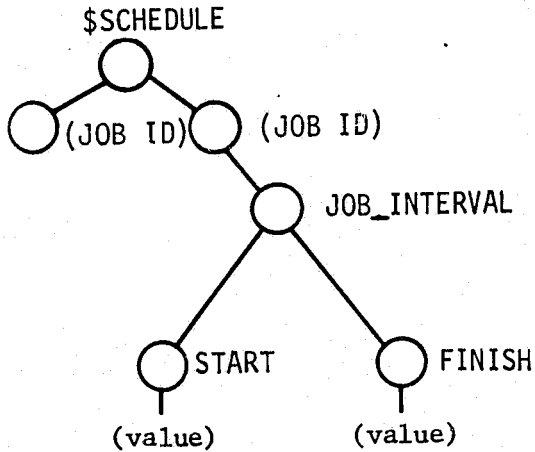 $SCHEDULE
(JOB ID) (JOB ID)
JOB_INTERVAL
START FINISH
(value) (value)